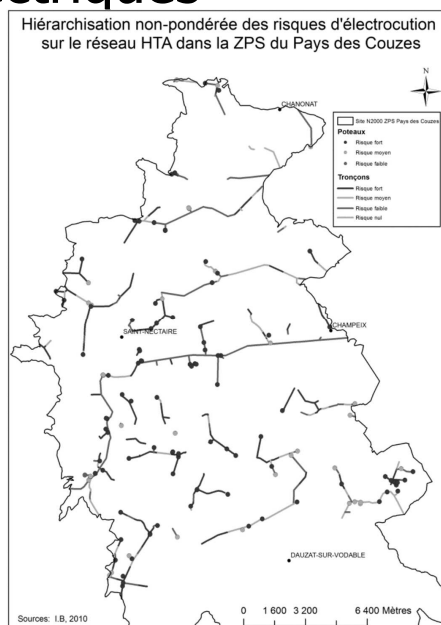 Hiérarchisation non-pondérée des risques d'électrocution
sur le réseau HTA dans la ZPS du Pays des Couzes
N
CHANONAT
Site N2000 ZPS Pays des Couzes
Poteaux
Risque fort
Risque moyen
Risque faible
Tronçons
Risque fort
Risque moyen
Risque faible
Risque nul
CHAMPEIX
SAINT-NECTAIRE
DAUZAT-SUR-VODABLE
Sources: I.B, 2010
0 1 600 3 200 6 400 Mètres